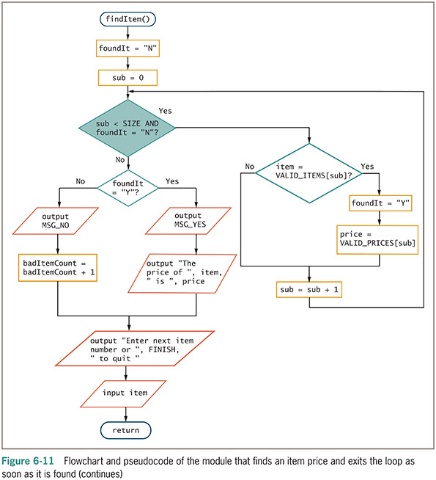 findItem()
foundIt = "N"
sub = 0
Yes
sub < SIZE AND
foundIt = "N"?
No
foundIt
= "Y"?
No
Yes
output
MSG_NO
output
MSG_YES
badItemCount =
badItemCount + 1
output "The
price of ", item,
" is ", price
No
item =
VALID_ITEMS[sub]?
Yes
foundIt = "Y"
price =
VALID_PRICES[sub]
sub = sub + 1
output "Enter next item
number or ", FINISH,
" to quit "
input item
return
Figure 6-11 Flowchart and pseudocode of the module that finds an item price and exits the loop as
soon as it is found (continues)